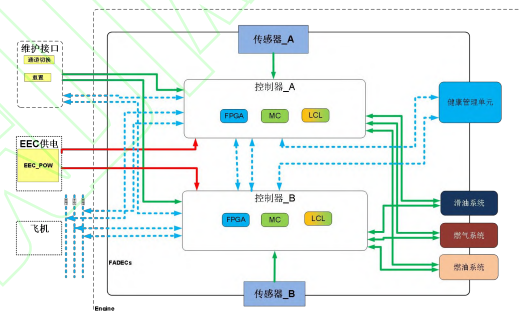 传感器_A
维护接口
通道切换
重置
控制器_A
FPGA
MC
LCL
健康管理单元
EEC供电
EEC_POW
控制器_B
FPGA
MC
LCL
滑油系统
飞机
燃气系统
FADECs
燃油系统
传感器_B
Engine